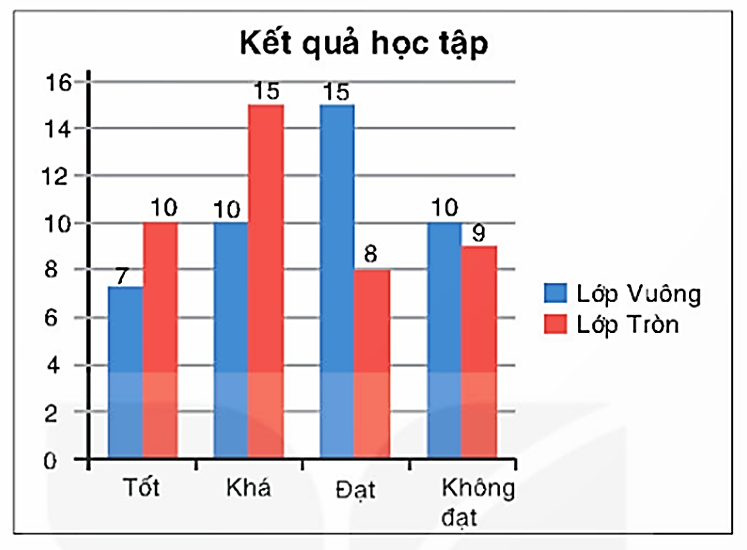 Kết quả học tập
16
14
12
10
8
6
4
2
0
7
10
10
15
15
8
10
9
Tốt
Khá
Đạt
Không
đạt
Lớp Vuông
Lớp Tròn